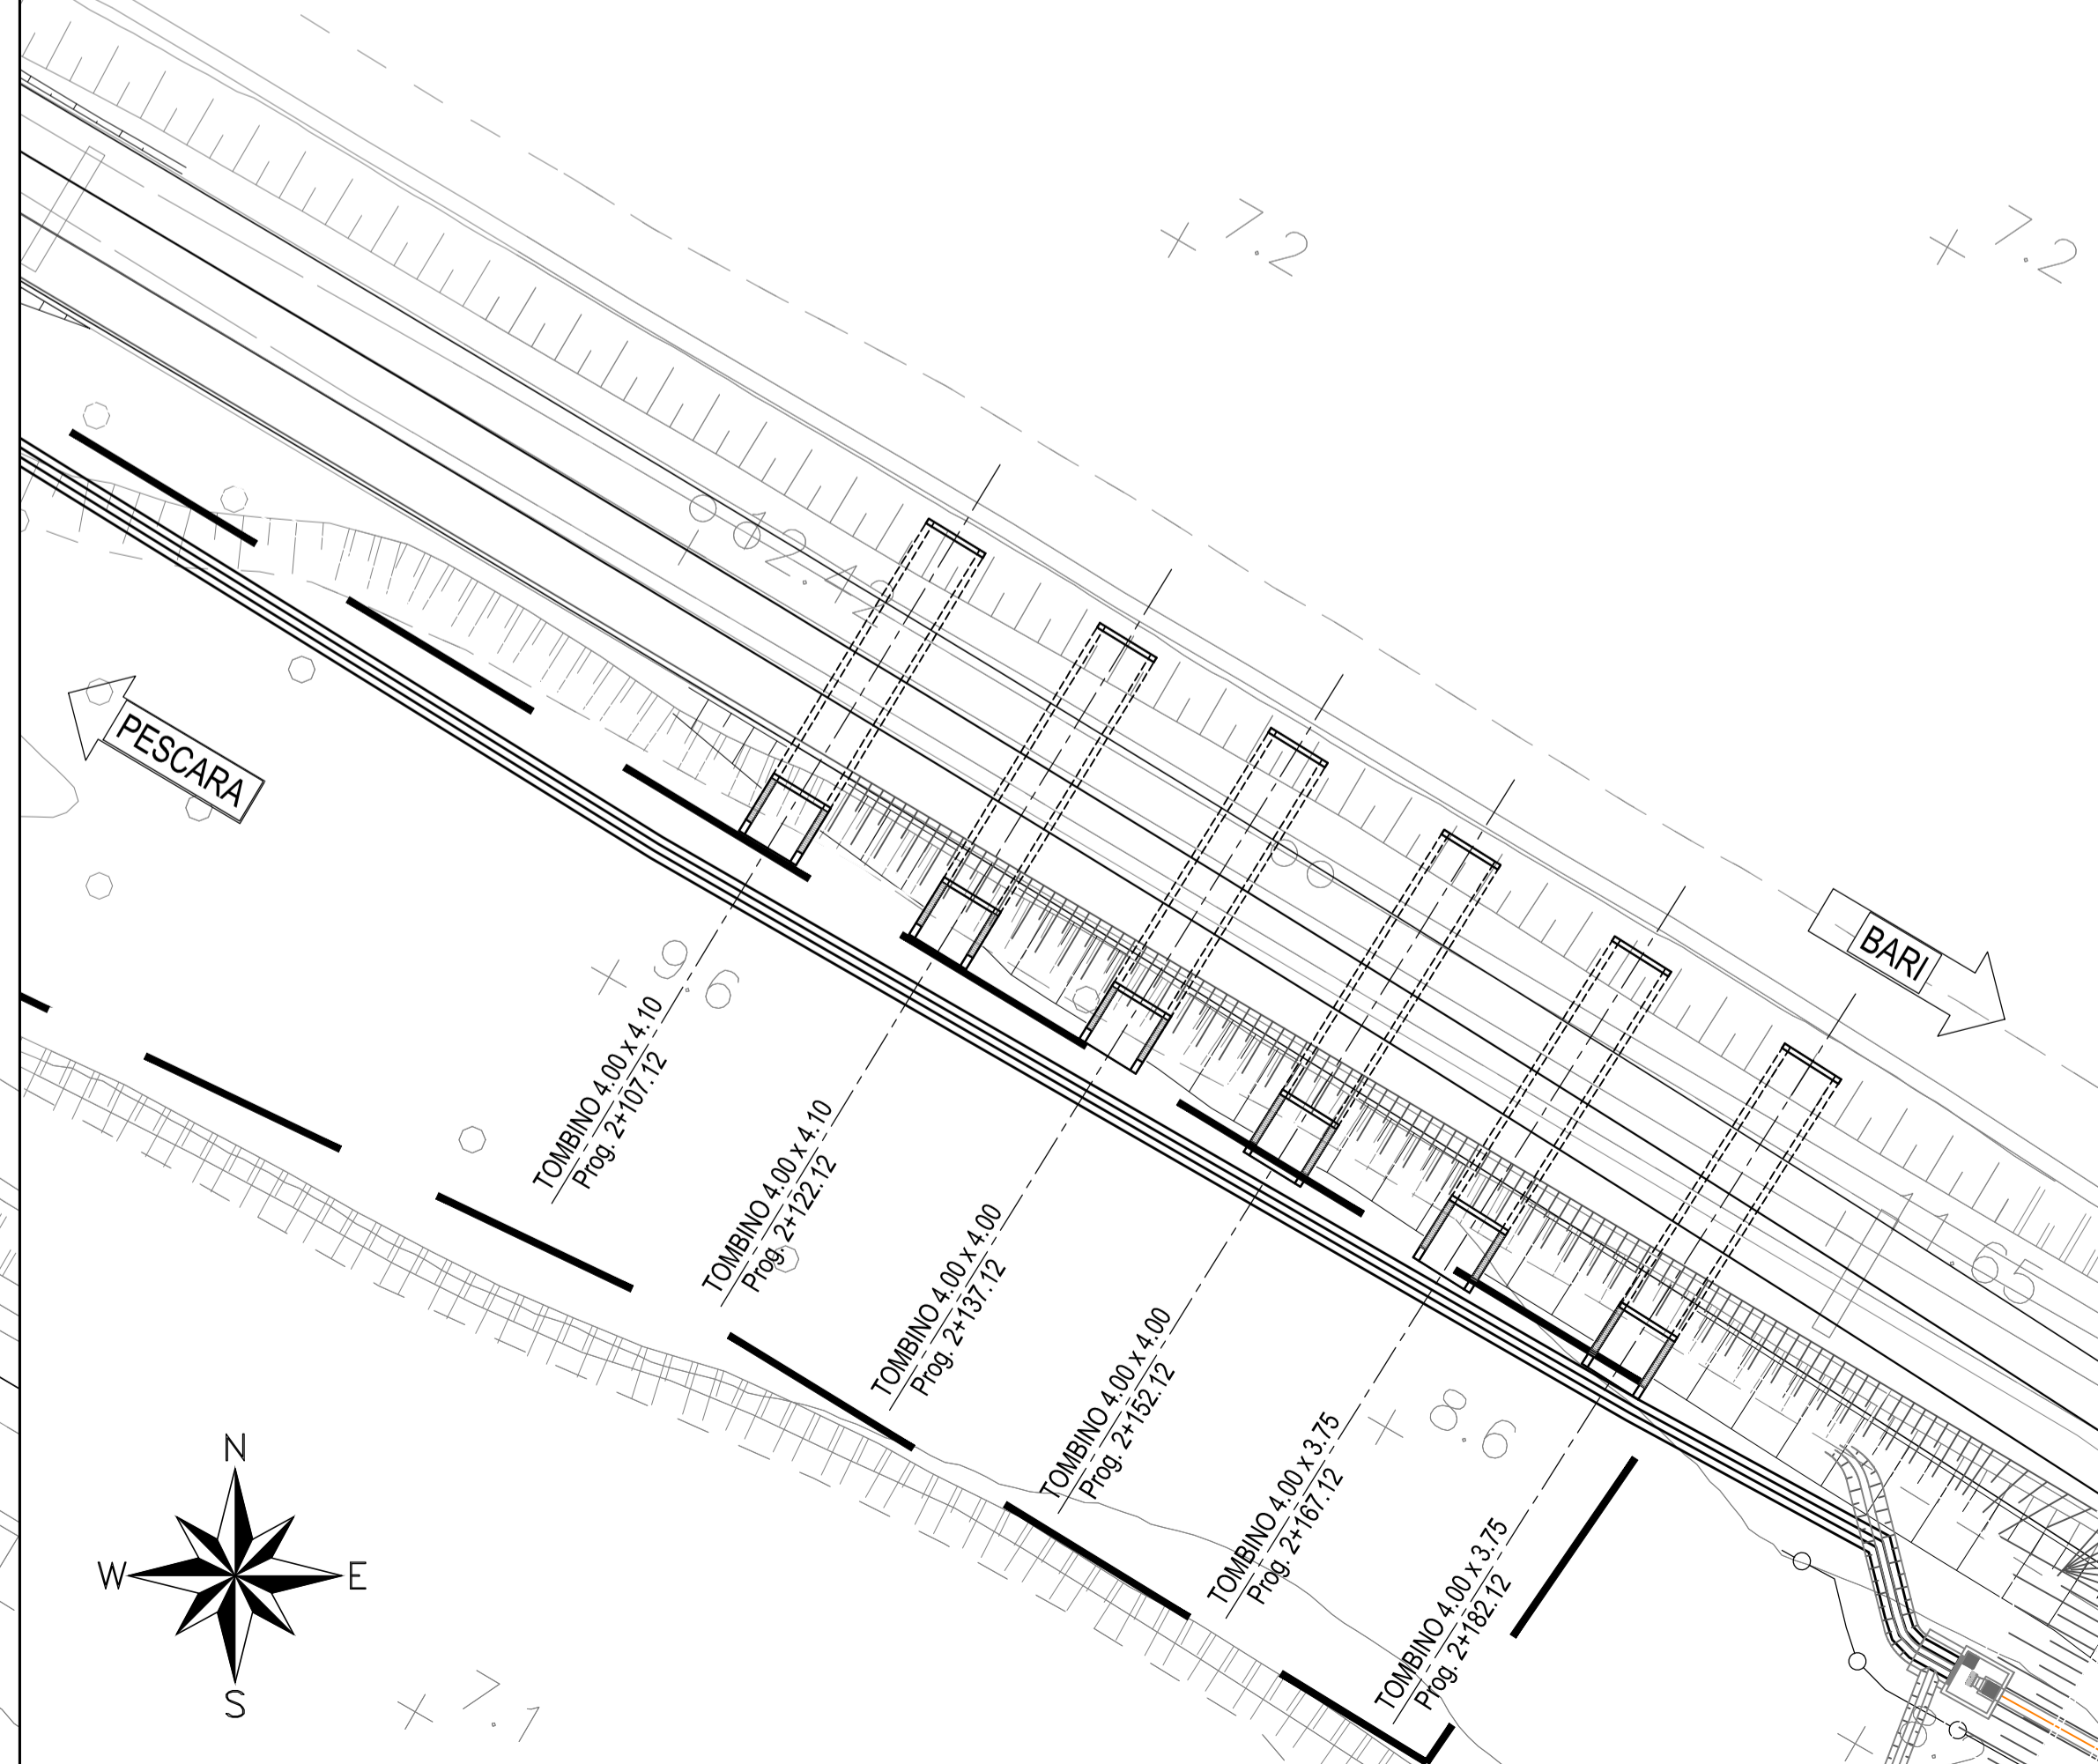 7.2
7.2
PESCARA
BARI
9.6
TOMBINO 4.00 x 4.10
Prog. 2+107.12
TOMBINO 4.00 x 4.10
Prog. 2+122.12
TOMBINO 4.00 x 4.00
Prog. 2+137.12
TOMBINO 4.00 x 4.00
Prog. 2+152.12
TOMBINO 4.00 x 3.75
Prog. 2+167.12
TOMBINO 4.00 x 3.75
Prog. 2+182.12
8.6
N
W
E
S
7.1